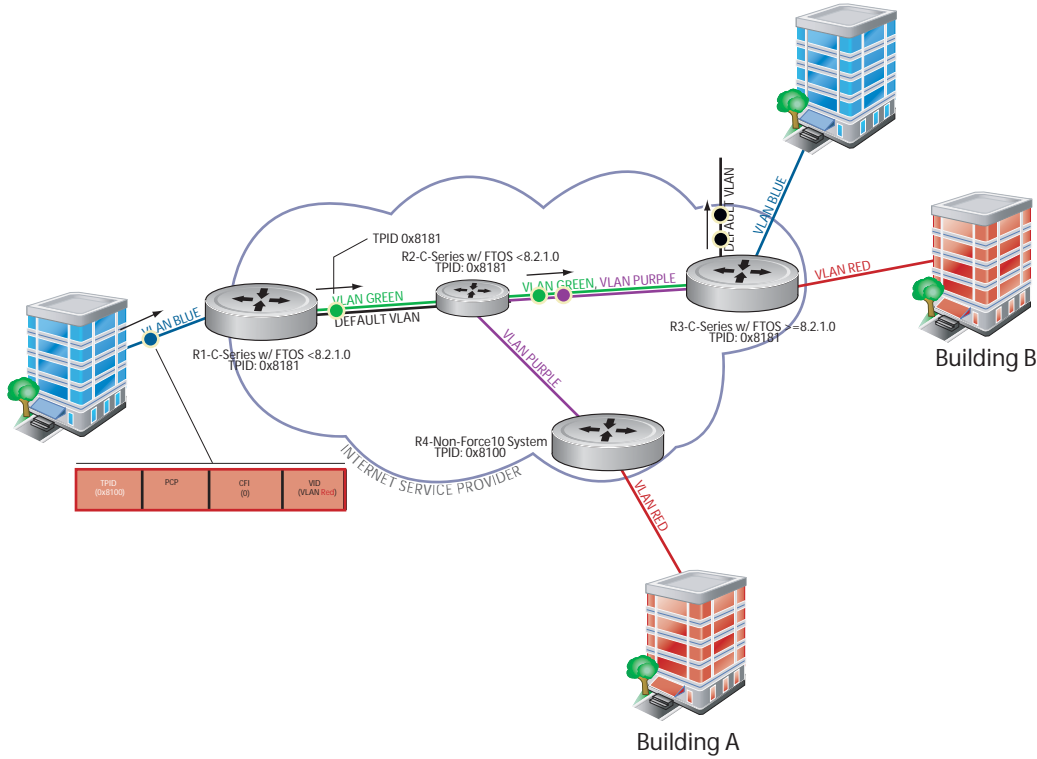 VLAN BLUE
DEFAULT VLAN
VLAN RED
Building B
TPID 0x8181
R2-C-Series w/ FTOS <8.2.1.0
TPID: 0x8181
VLAN GREEN, VLAN PURPLE
R3-C-Series w/ FTOS >=8.2.1.0
TPID: 0x8181
VLAN BLUE
VLAN GREEN
DEFAULT VLAN
R1-C-Series w/ FTOS <8.2.1.0
TPID: 0x8181
VLAN PURPLE
R4-Non-Force10 System
TPID: 0x8100
INTERNET SERVICE PROVIDER
TPID
(0x8100)
PCP
CFI
(0)
VID
(VLAN Red)
VLAN RED
Building A